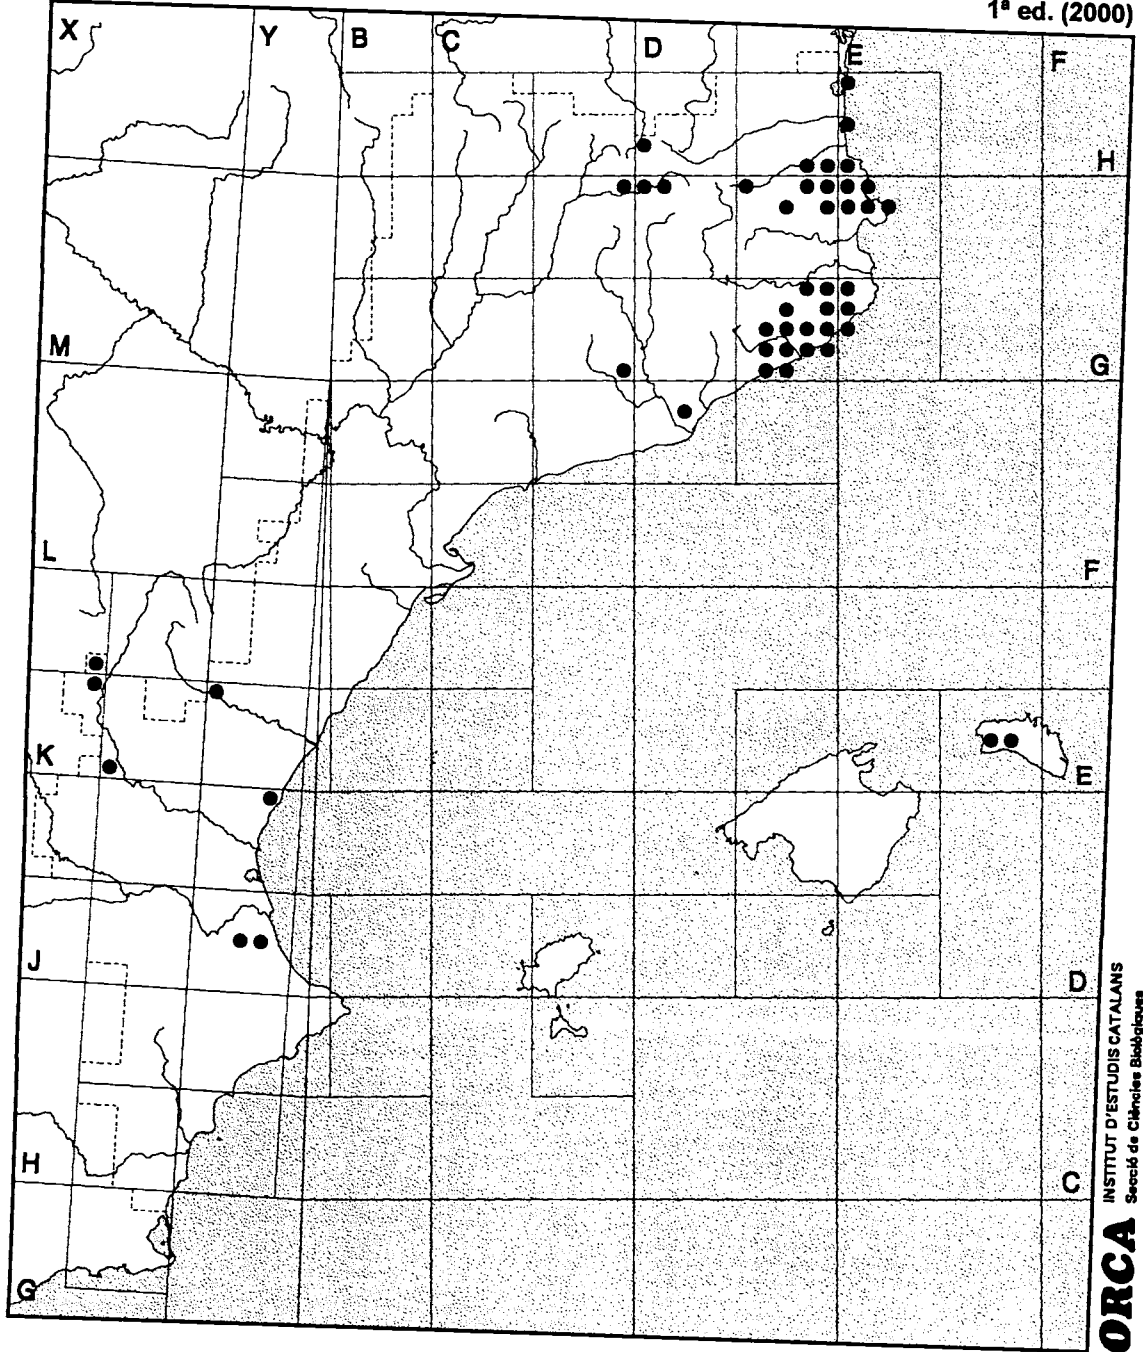 1ª ed. (2000)
X
Y
B
C
D
E
F
H
M
G
L
F
K
E
J
D
H
C
G
ORCA
INSTITUT D'ESTUDIS CATALANS
Secció de Ciències Biològiques